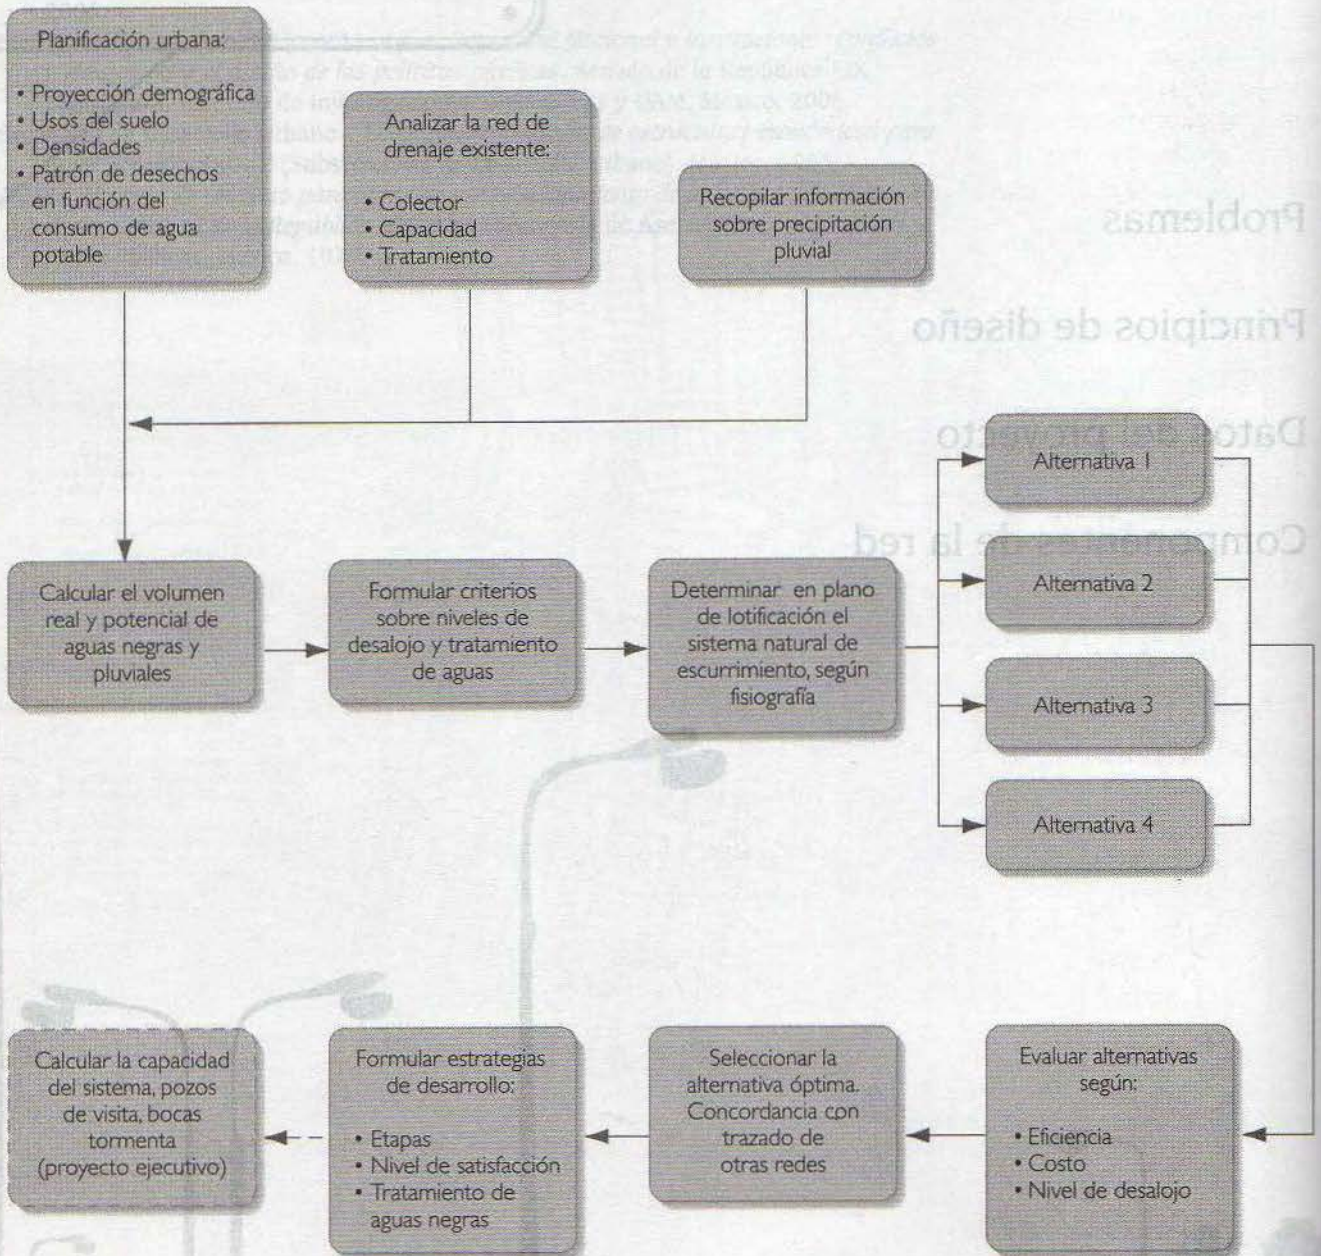 Planificación urbana:
• Proyección demográfica
• Usos del suelo
• Densidades
• Patrón de desechos
en función del
consumo de agua
potable
Analizar la red de
drenaje existente:
• Colector
• Capacidad
• Tratamiento
Recopilar información
sobre precipitación
pluvial
Problemas
Principios de diseño
Datos del proyecto
Componentes de la red
Calcular el volumen
real y potencial de
aguas negras y
pluviales
Formular criterios
sobre niveles de
desalojo y tratamiento
de aguas
Determinar en plano
de lotificación el
sistema natural de
escurrimiento, según
fisiografía
Alternativa 1
Alternativa 2
Alternativa 3
Alternativa 4
Calcular la capacidad
del sistema, pozos
de visita, bocas
tormenta
(proyecto ejecutivo)
Formular estrategias
de desarrollo:
• Etapas
• Nivel de satisfacción
• Tratamiento de
aguas negras
Seleccionar la
alternativa óptima.
Concordancia con
trazado de
otras redes
Evaluar alternativas
según:
• Eficiencia
• Costo
• Nivel de desalojo